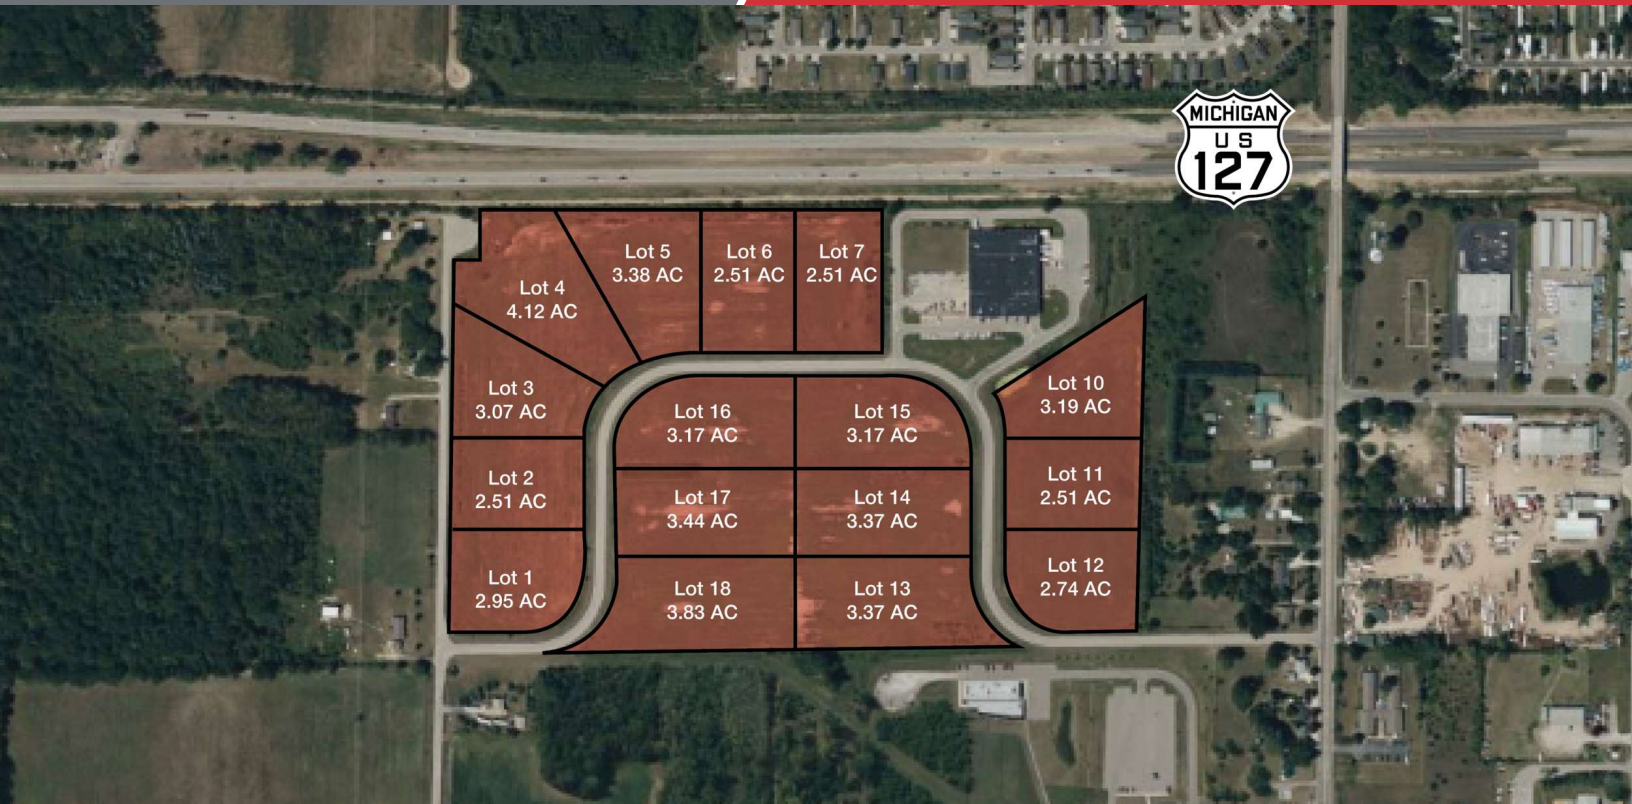 MICHIGAN
U S
127
Lot 5
3.38 AC
Lot 6
2.51 AC
Lot 7
2.51 AC
Lot 4
4.12 AC
Lot 3
3.07 AC
Lot 16
3.17 AC
Lot 15
3.17 AC
Lot 10
3.19 AC
Lot 2
2.51 AC
Lot 17
3.44 AC
Lot 14
3.37 AC
Lot 11
2.51 AC
Lot 1
2.95 AC
Lot 18
3.83 AC
Lot 13
3.37 AC
Lot 12
2.74 AC